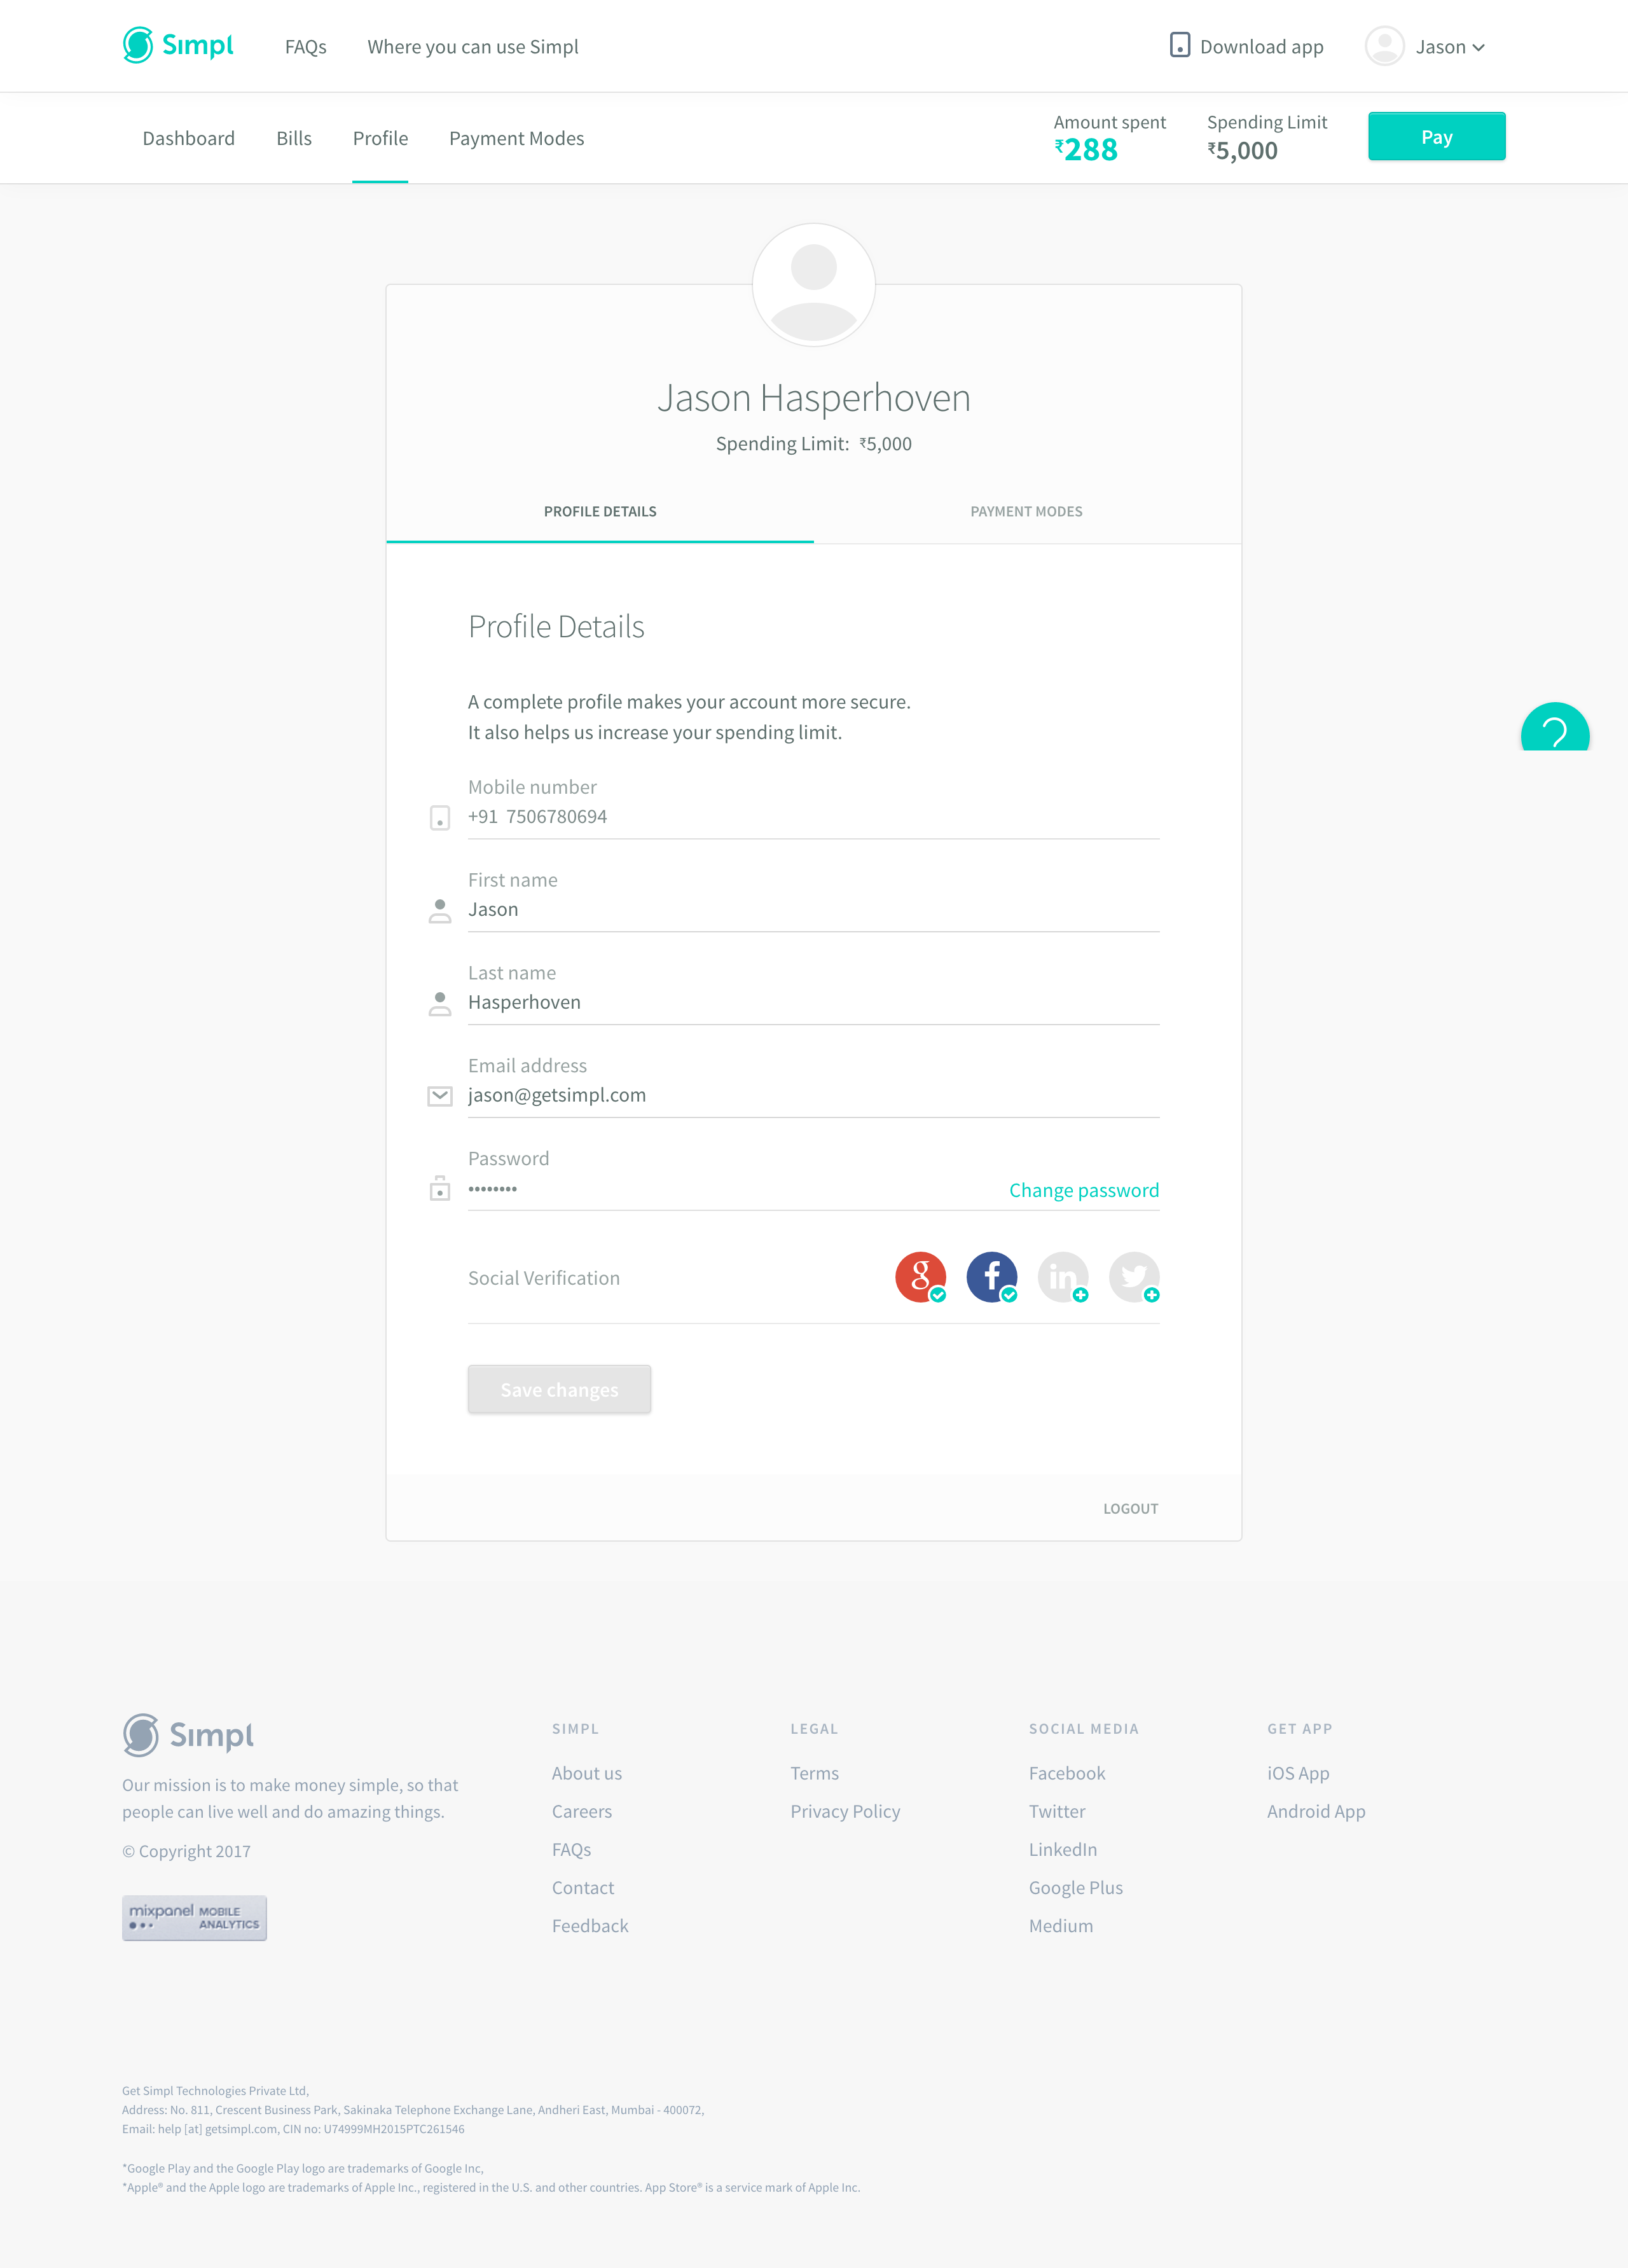 Simpl
FAQs
Where you can use Simpl
Download app
Jason
Dashboard
Bills
Profile
Payment Modes
Amount spent
₹288
Spending Limit
₹5,000
Pay
Jason Hasperhoven
Spending Limit: ₹5,000
PROFILE DETAILS
PAYMENT MODES
Profile Details
A complete profile makes your account more secure.
It also helps us increase your spending limit.
?
Mobile number
+91 7506780694
First name
Jason
Last name
Hasperhoven
Email address
jason@getsimpl.com
Password
••••••••
Change password
Social Verification
g
f
in
Save changes
LOGOUT
Simpl
Our mission is to make money simple, so that
people can live well and do amazing things.
© Copyright 2017
mixpanel MOBILE
ANALYTICS
SIMPL
About us
Careers
FAQs
Contact
Feedback
LEGAL
Terms
Privacy Policy
SOCIAL MEDIA
Facebook
Twitter
LinkedIn
Google Plus
Medium
GET APP
iOS App
Android App
Get Simpl Technologies Private Ltd,
Address: No. 811, Crescent Business Park, Sakinaka Telephone Exchange Lane, Andheri East, Mumbai - 400072,
Email: help [at] getsimpl.com, CIN no: U74999MH2015PTC261546
*Google Play and the Google Play logo are trademarks of Google Inc,
*Apple® and the Apple logo are trademarks of Apple Inc., registered in the U.S. and other countries. App Store® is a service mark of Apple Inc.